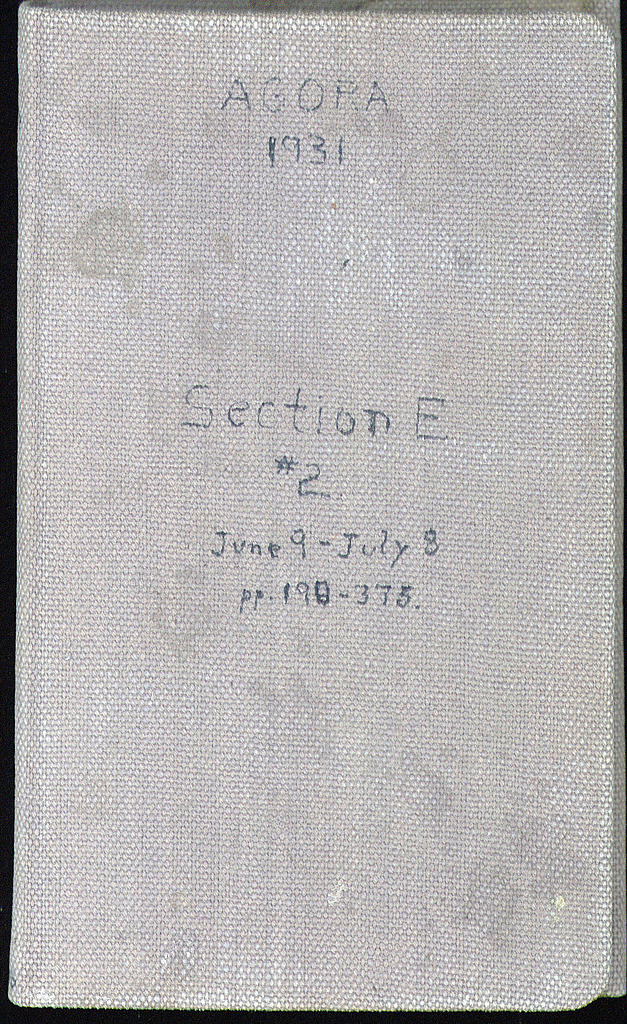 AGORA
1931
Section E
#2
June 9 - July 8
pp. 190-375.